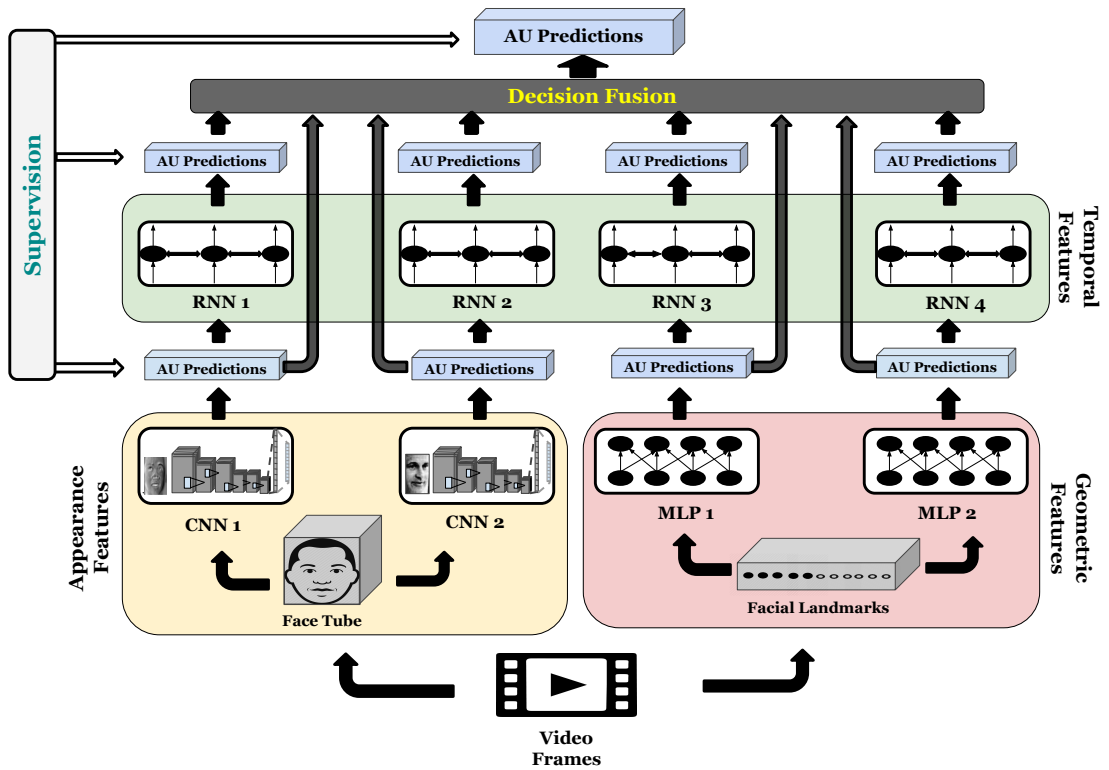 AU Predictions
Decision Fusion
Supervision
AU Predictions
AU Predictions
AU Predictions
AU Predictions
Temporal
Features
RNN 1
RNN 2
RNN 3
RNN 4
AU Predictions
AU Predictions
AU Predictions
AU Predictions
Appearance
Features
Geometric
Features
CNN 1
CNN 2
MLP 1
MLP 2
Face Tube
Facial Landmarks
Video
Frames